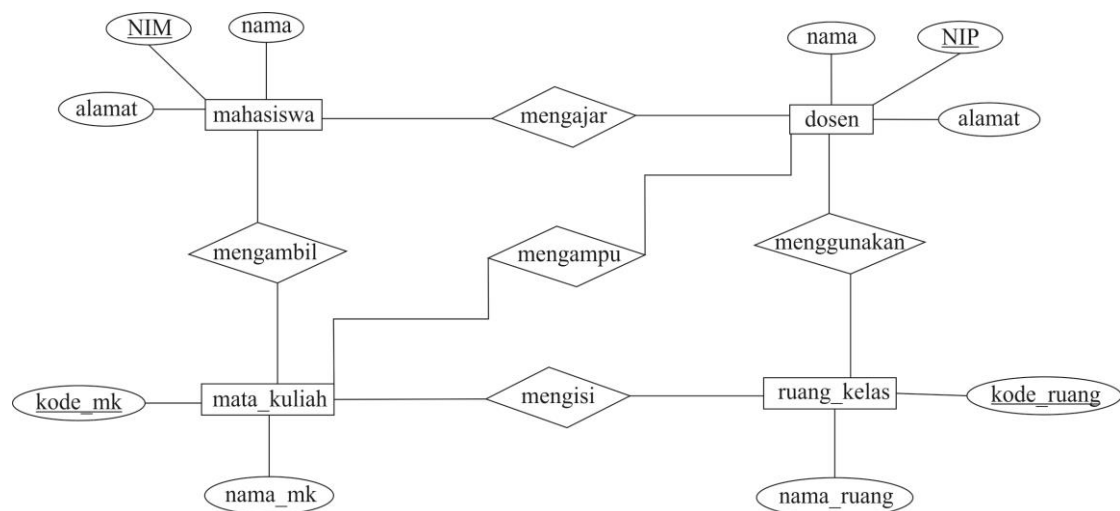 NIM
nama
nama
NIP
alamat
mahasiswa
mengajar
dosen
alamat
mengambil
mengampu
menggunakan
kode_mk
mata_kuliah
mengisi
ruang_kelas
kode_ruang
nama_mk
nama_ruang